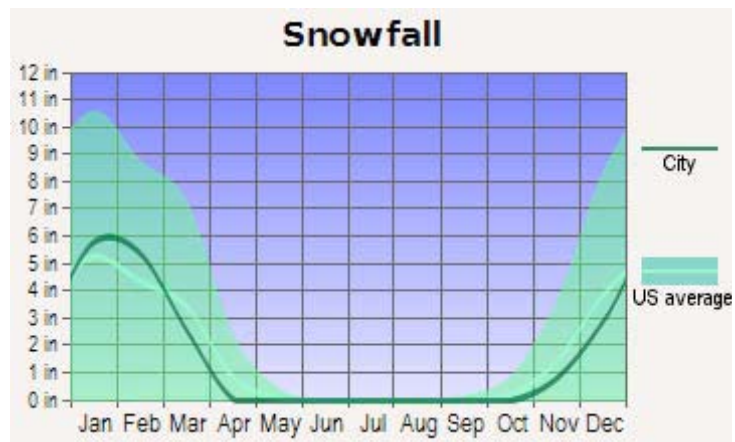 Snowfall
12 in
11 in
10 in
9 in
8 in
7 in
6 in
5 in
4 in
3 in
2 in
1 in
0 in
Jan Feb Mar Apr May Jun Jul Aug Sep Oct Nov Dec
City
US average